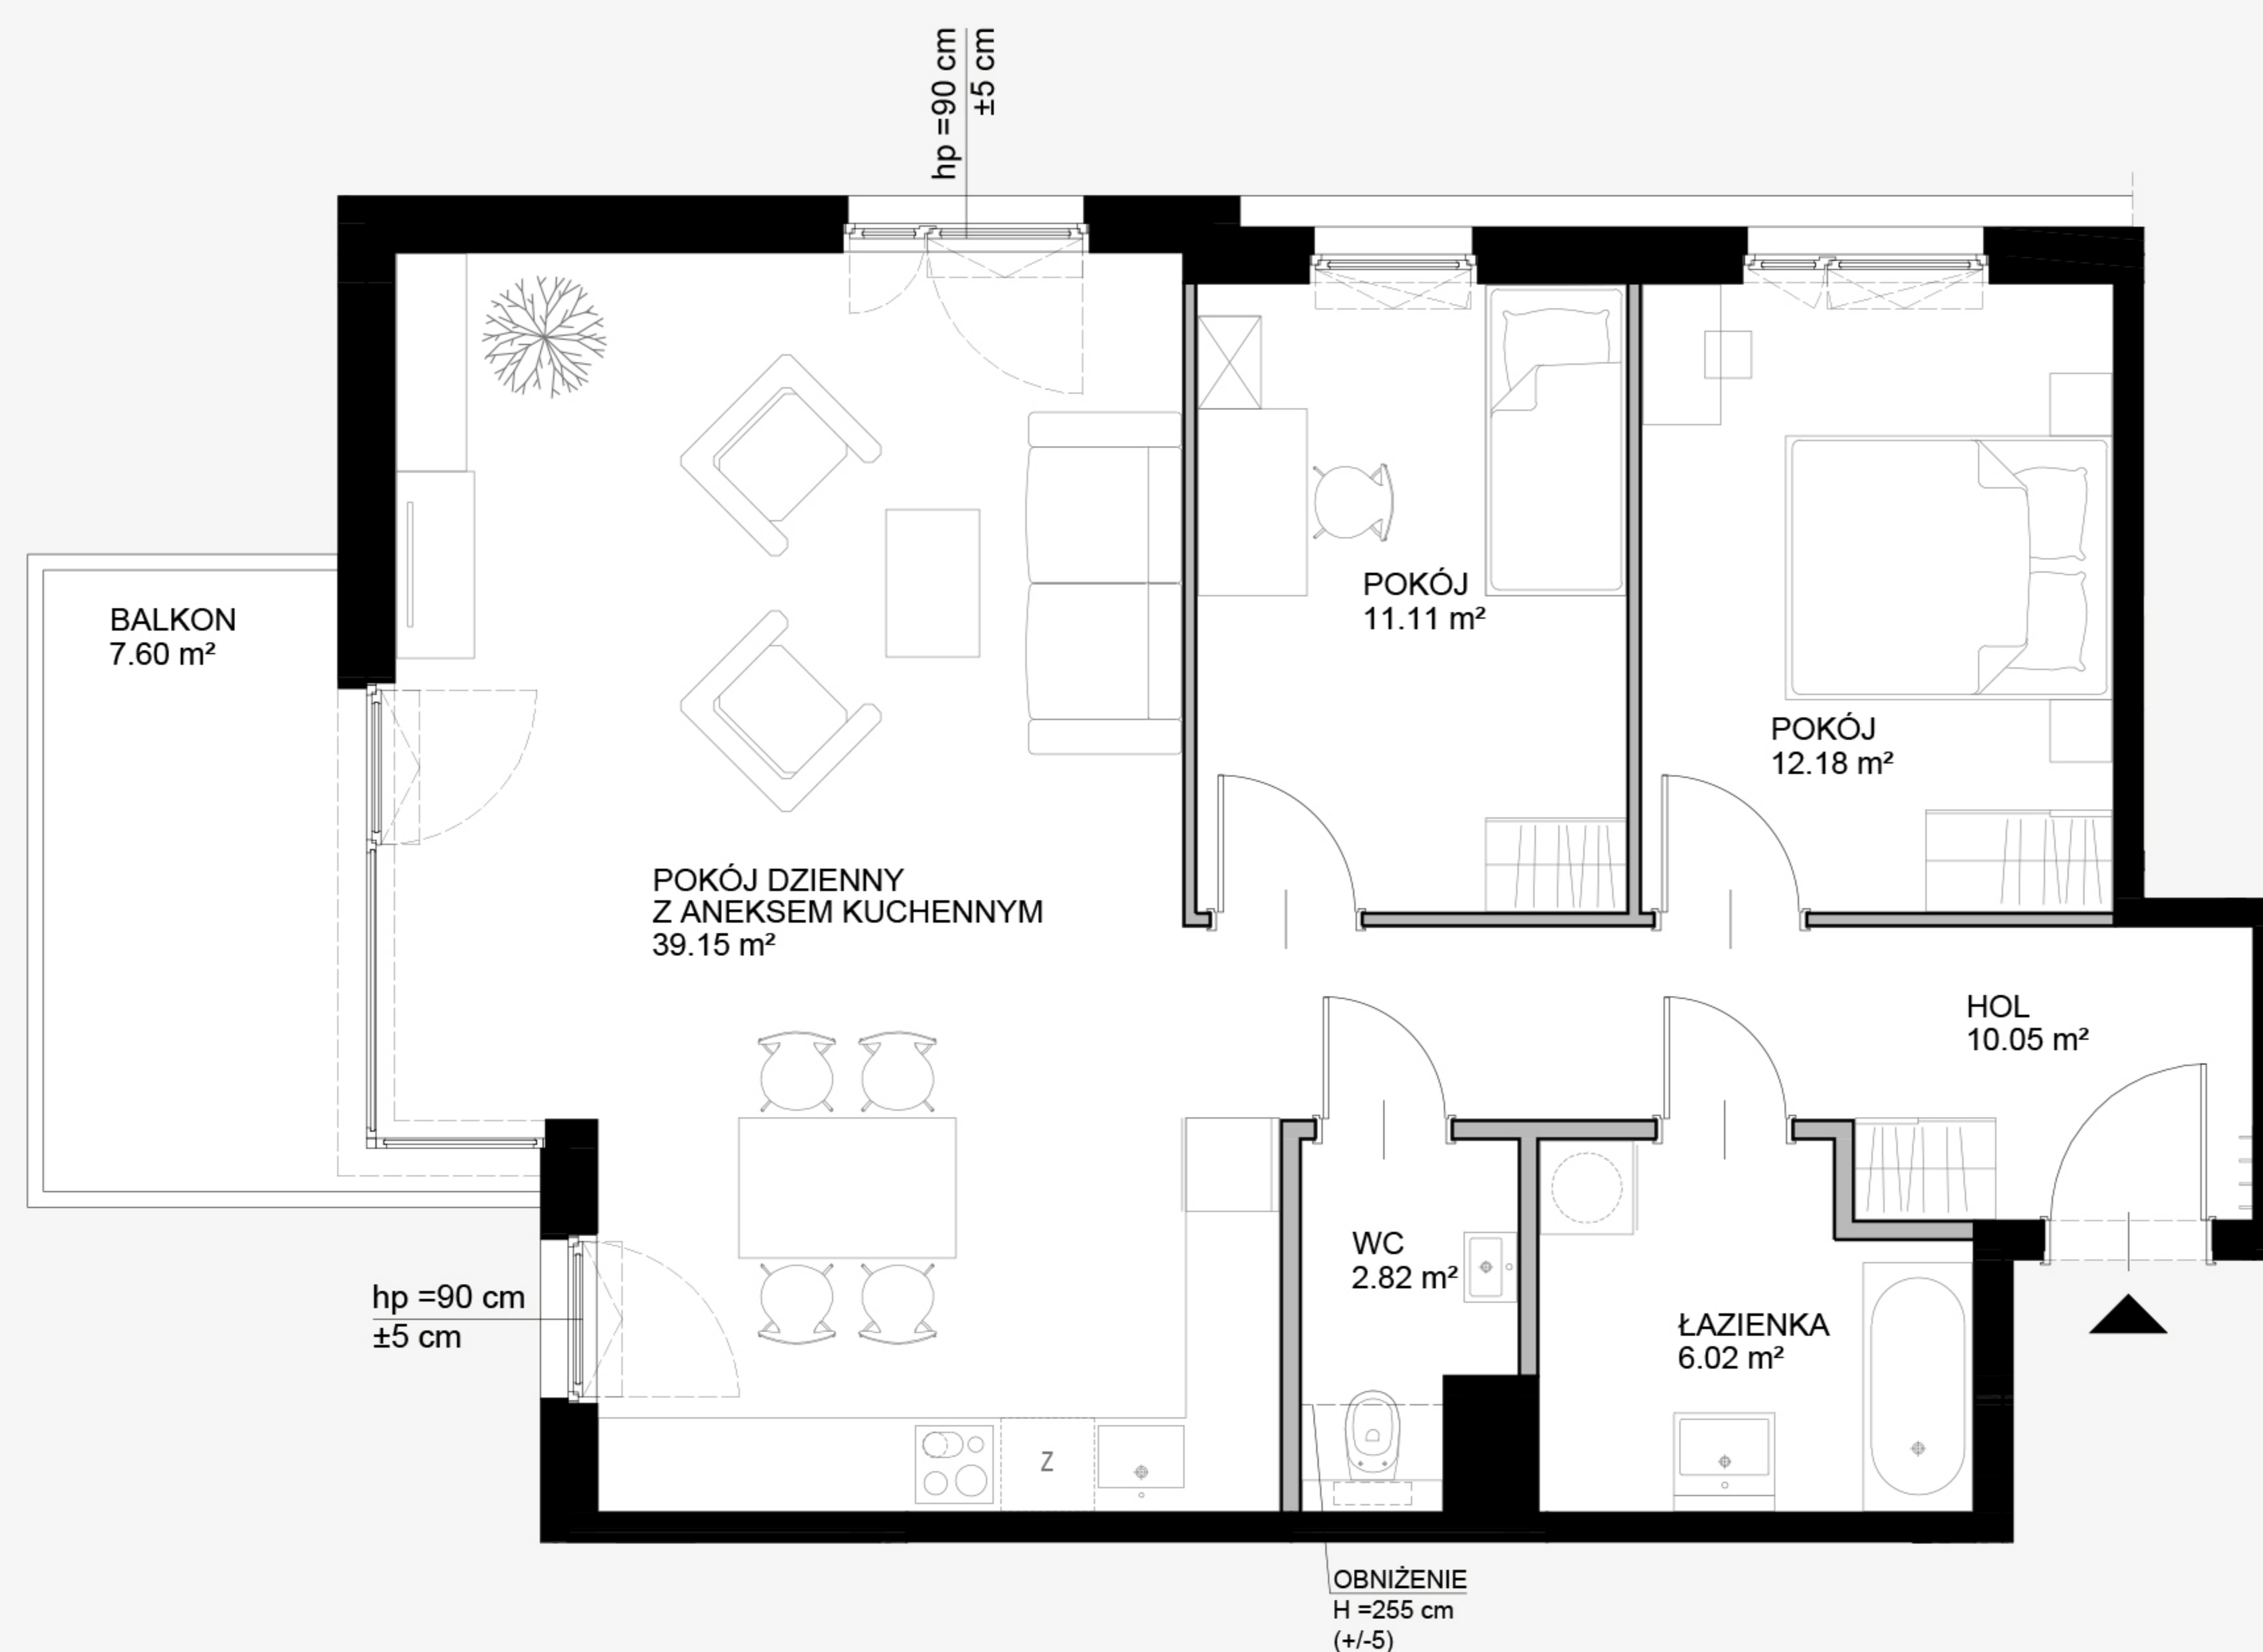 hp =90 cm
±5 cm
BALKON
7.60 m²
POKÓJ
11.11 m²
POKÓJ
12.18 m²
POKÓJ DZIENNY
Z ANEKSEM KUCHENNYM
39.15 m²
HOL
10.05 m²
WC
2.82 m²
hp =90 cm
±5 cm
ŁAZIENKA
6.02 m²
Z
OBNIŻENIE
H =255 cm
(+/-5)